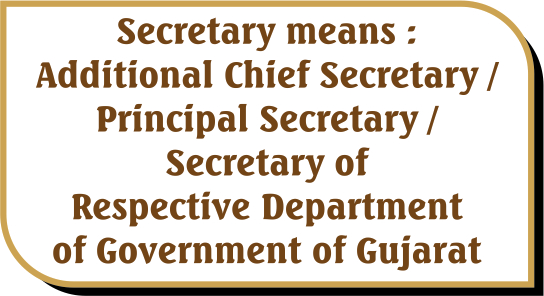 Secretary means :
Additional Chief Secretary /
Principal Secretary /
Secretary of
Respective Department
of Government of Gujarat